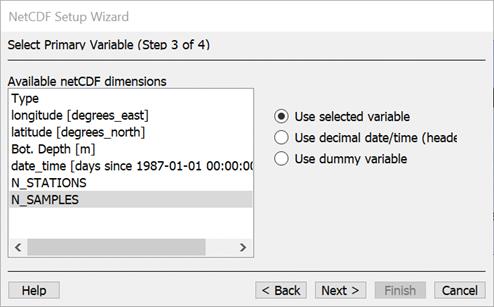 NetCDF Setup Wizard
Select Primary Variable (Step 3 of 4)
Available netCDF dimensions
Type
longitude [degrees_east]
latitude [degrees_north]
Bot. Depth [m]
date_time [days since 1987-01-01 00:00:00
N_STATIONS
N_SAMPLES
Use selected variable
Use decimal date/time (heade
Use dummy variable
Help
< Back
Next >
Finish
Cancel